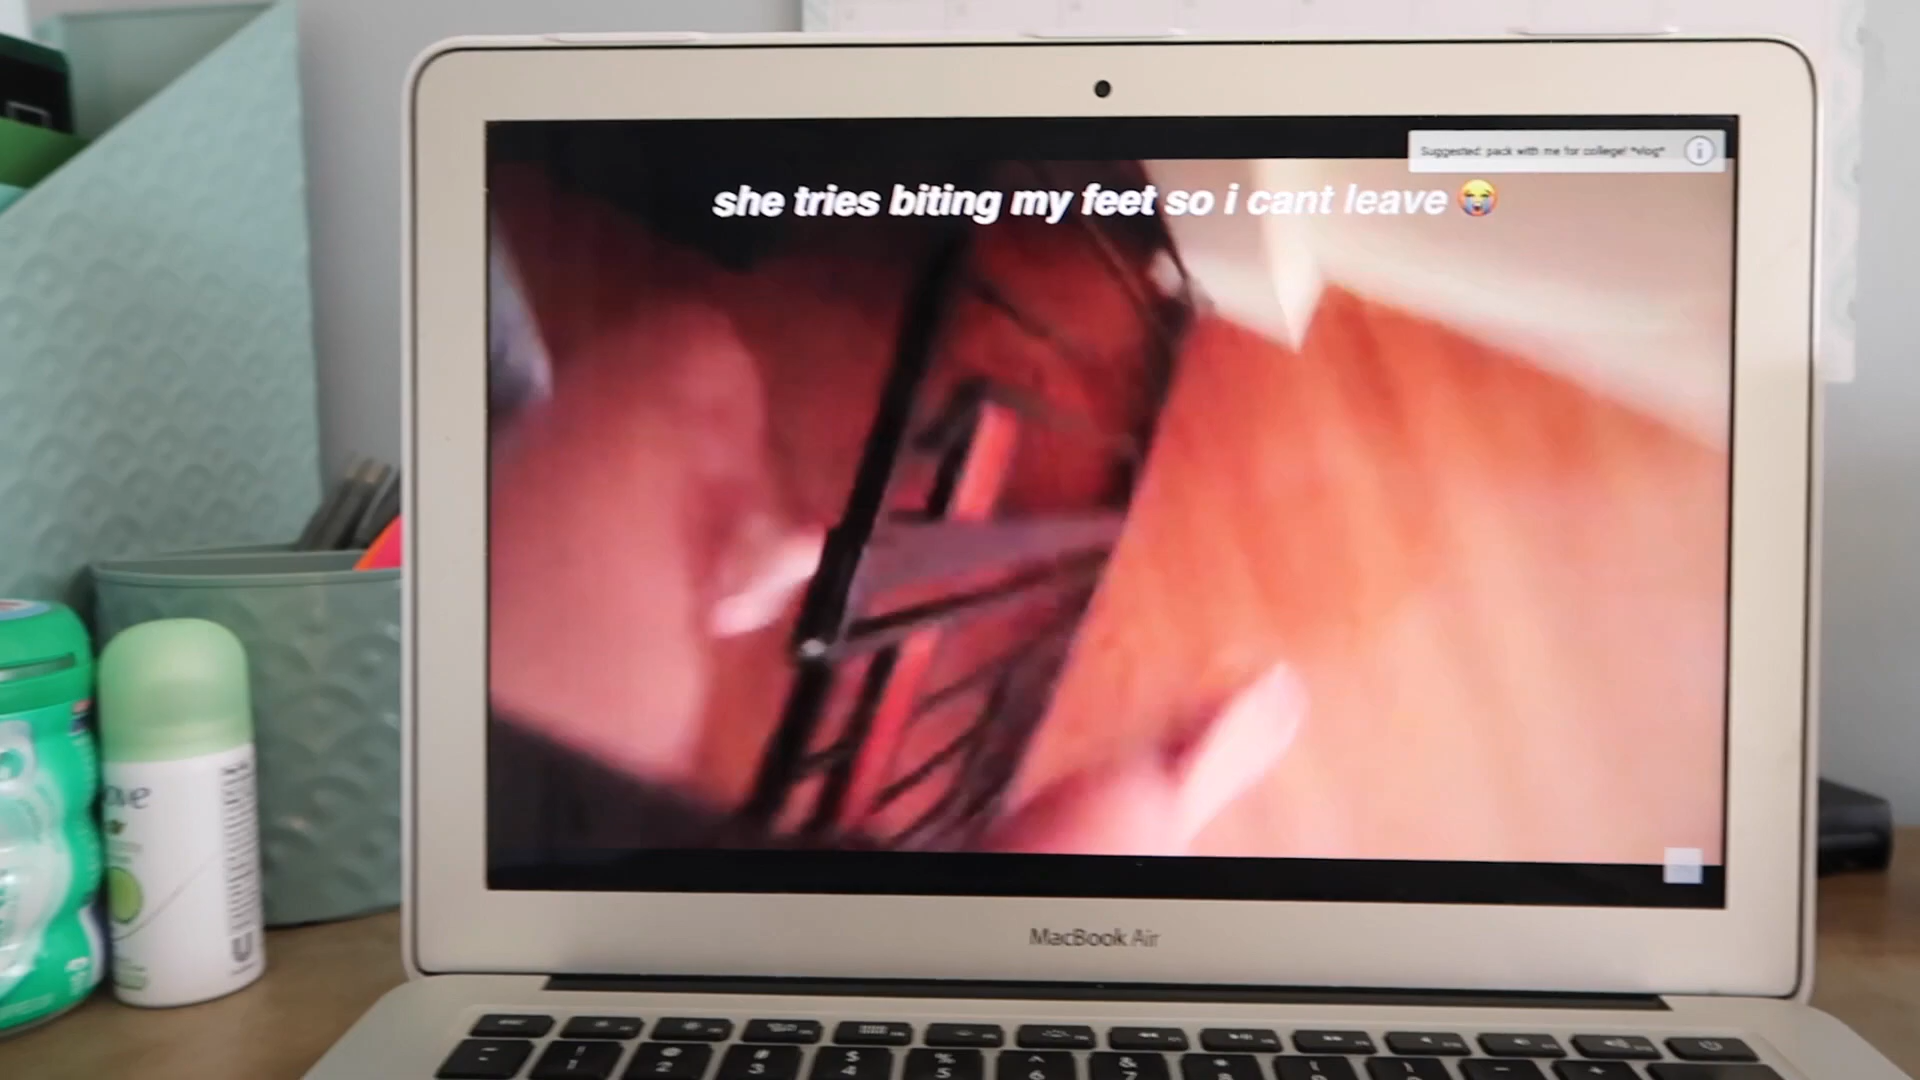 Suggested: pack with me for college! *vlog*
she tries biting my feet so i cant leave 😭
MacBook Air